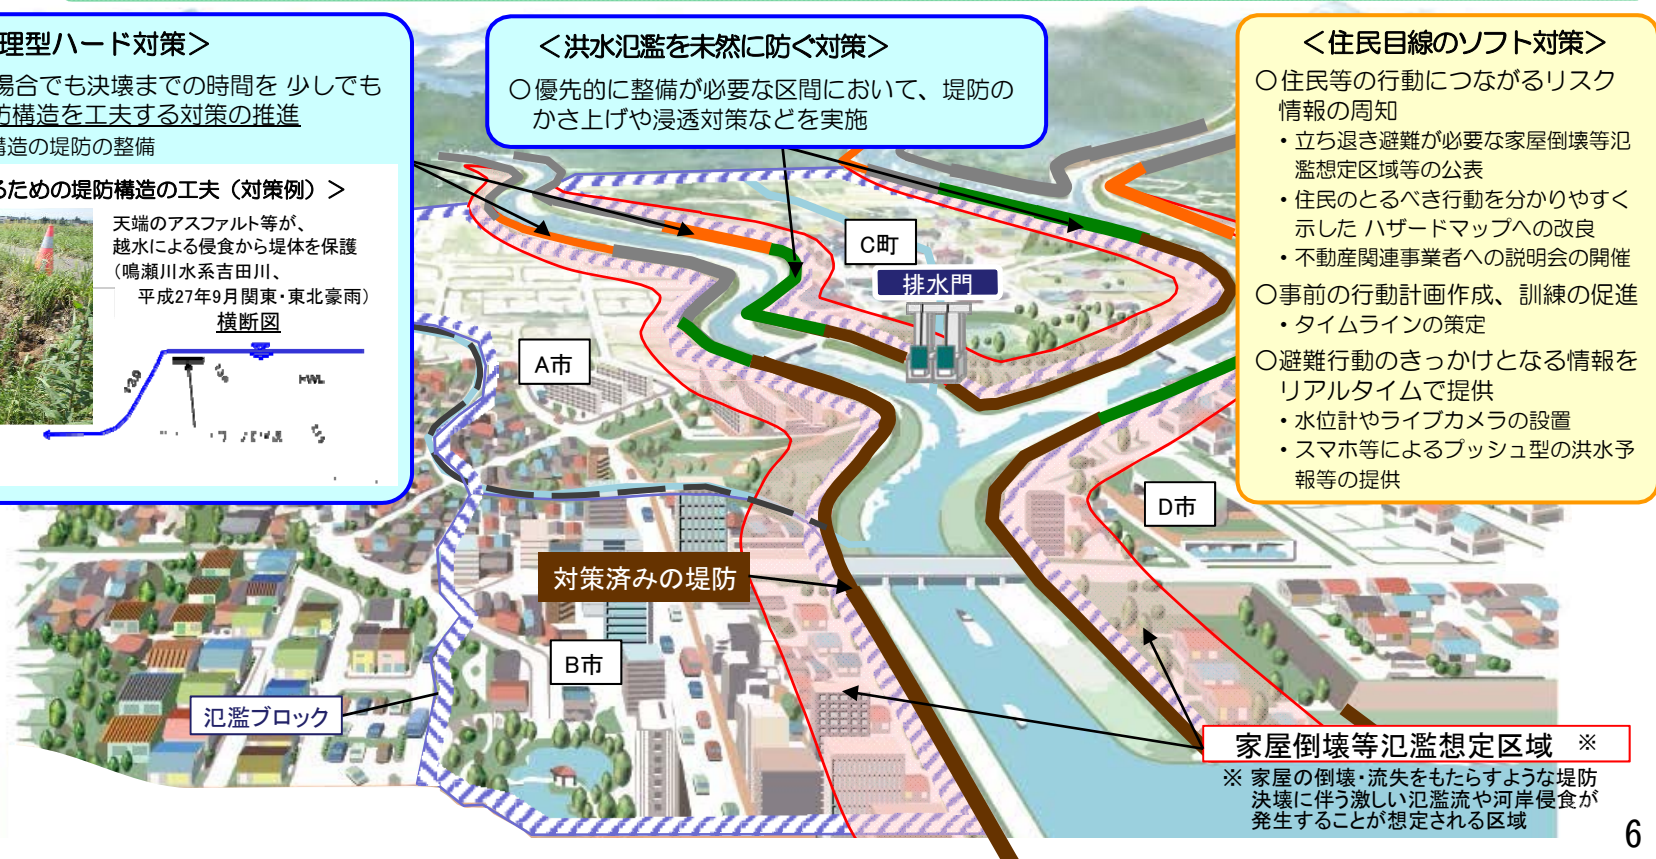 理型ハード対策＞
場合でも決壊までの時間を 少しでも
防構造を工夫する対策の推進
構造の堤防の整備
るための堤防構造の工夫（対策例）＞
天端のアスファルト等が、
越水による侵食から堤体を保護
（鳴瀬川水系吉田川、
平成27年9月関東・東北豪雨）
横断図
HWL
＜洪水氾濫を未然に防ぐ対策＞
○優先的に整備が必要な区間において、堤防の
かさ上げや浸透対策などを実施
＜住民目線のソフト対策＞
○住民等の行動につながるリスク
情報の周知
・立ち退き避難が必要な家屋倒壊等氾
濫想定区域等の公表
・住民のとるべき行動を分かりやすく
示した ハザードマップへの改良
・不動産関連事業者への説明会の開催
○事前の行動計画作成、訓練の促進
・タイムラインの策定
○避難行動のきっかけとなる情報を
リアルタイムで提供
・水位計やライブカメラの設置
・スマホ等によるプッシュ型の洪水予
報等の提供
C町
排水門
A市
D市
対策済みの堤防
B市
氾濫ブロック
家屋倒壊等氾濫想定区域 ※
※ 家屋の倒壊・流失をもたらすような堤防
決壊に伴う激しい氾濫流や河岸侵食が
発生することが想定される区域
6